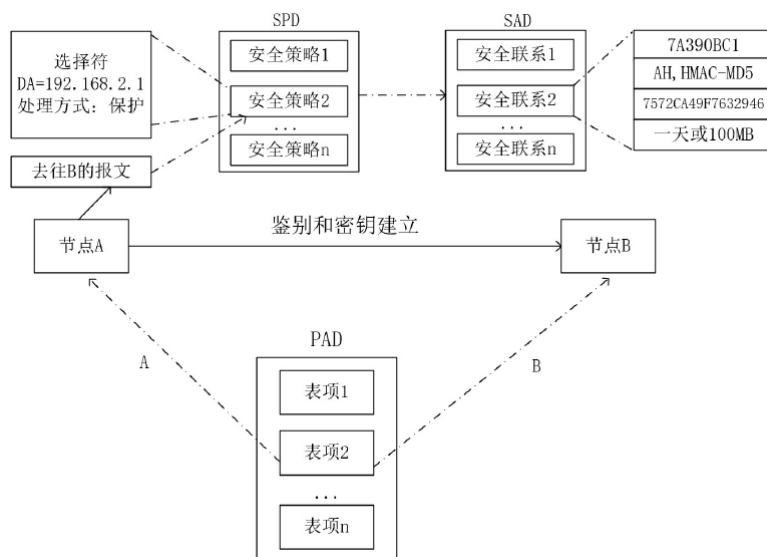 SPD
SAD
选择符
DA=192.168.2.1
处理方式：保护
安全策略1
安全策略2
...
安全策略n
安全联系1
安全联系2
...
安全联系n
7A390BC1
AH,HMAC-MD5
7572CA49F7632946
一天或100MB
去往B的报文
节点A
鉴别和密钥建立
节点B
A
B
PAD
表项1
表项2
...
表项n